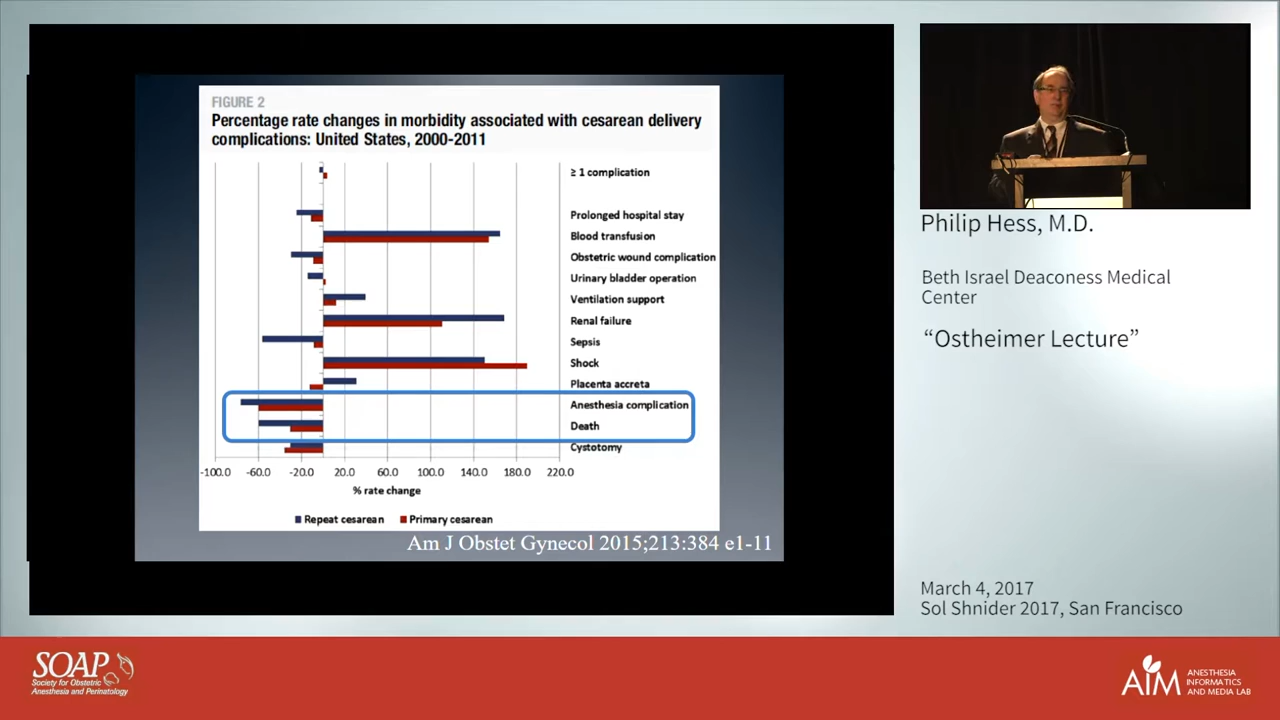 FIGURE 2
Percentage rate changes in morbidity associated with cesarean delivery
complications: United States, 2000-2011
≥ 1 complication
Prolonged hospital stay
Blood transfusion
Obstetric wound complication
Urinary bladder operation
Ventilation support
Renal failure
Sepsis
Shock
Placenta accreta
Anesthesia complication
Death
Cystotomy
-100.0 -60.0 -20.0 20.0 60.0 100.0 140.0 180.0 220.0
% rate change
Repeat cesarean Primary cesarean
Am J Obstet Gynecol 2015;213:384 e1-11
Philip Hess, M.D.
Beth Israel Deaconess Medical
Center
“Ostheimer Lecture”
March 4, 2017
Sol Shnider 2017, San Francisco
SOAP
Society for Obstetric
Anesthesia and Perinatology
AIM
ANESTHESIA
INFORMATICS
AND MEDIA LAB